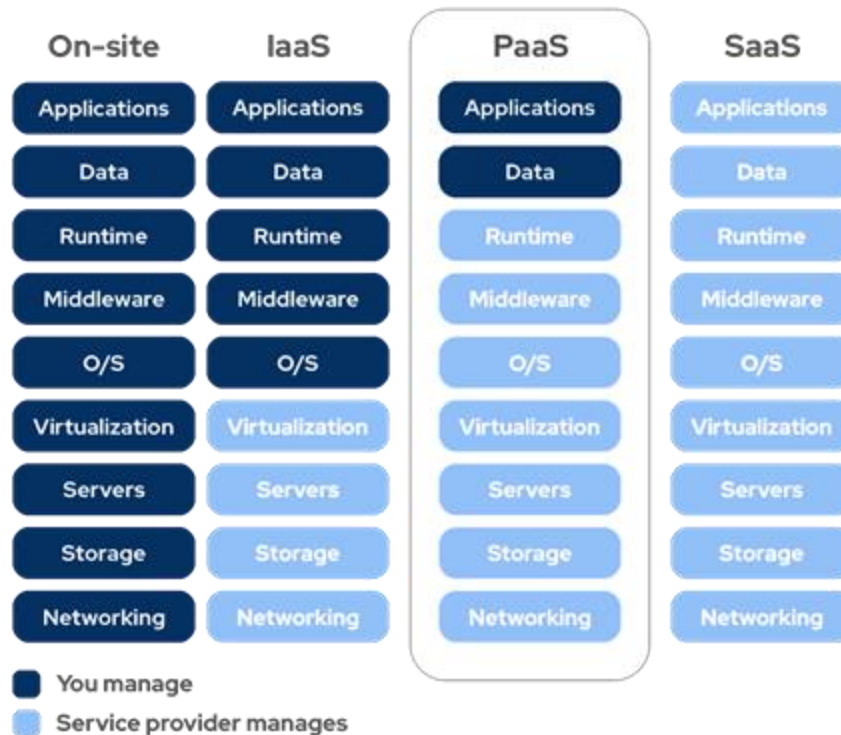 On-site IaaS PaaS SaaS
Applications Applications Applications Applications
Data Data Data Data
Runtime Runtime Runtime Runtime
Middleware Middleware Middleware Middleware
O/S O/S O/S O/S
Virtualization Virtualization Virtualization Virtualization
Servers Servers Servers Servers
Storage Storage Storage Storage
Networking Networking Networking Networking
You manage
Service provider manages